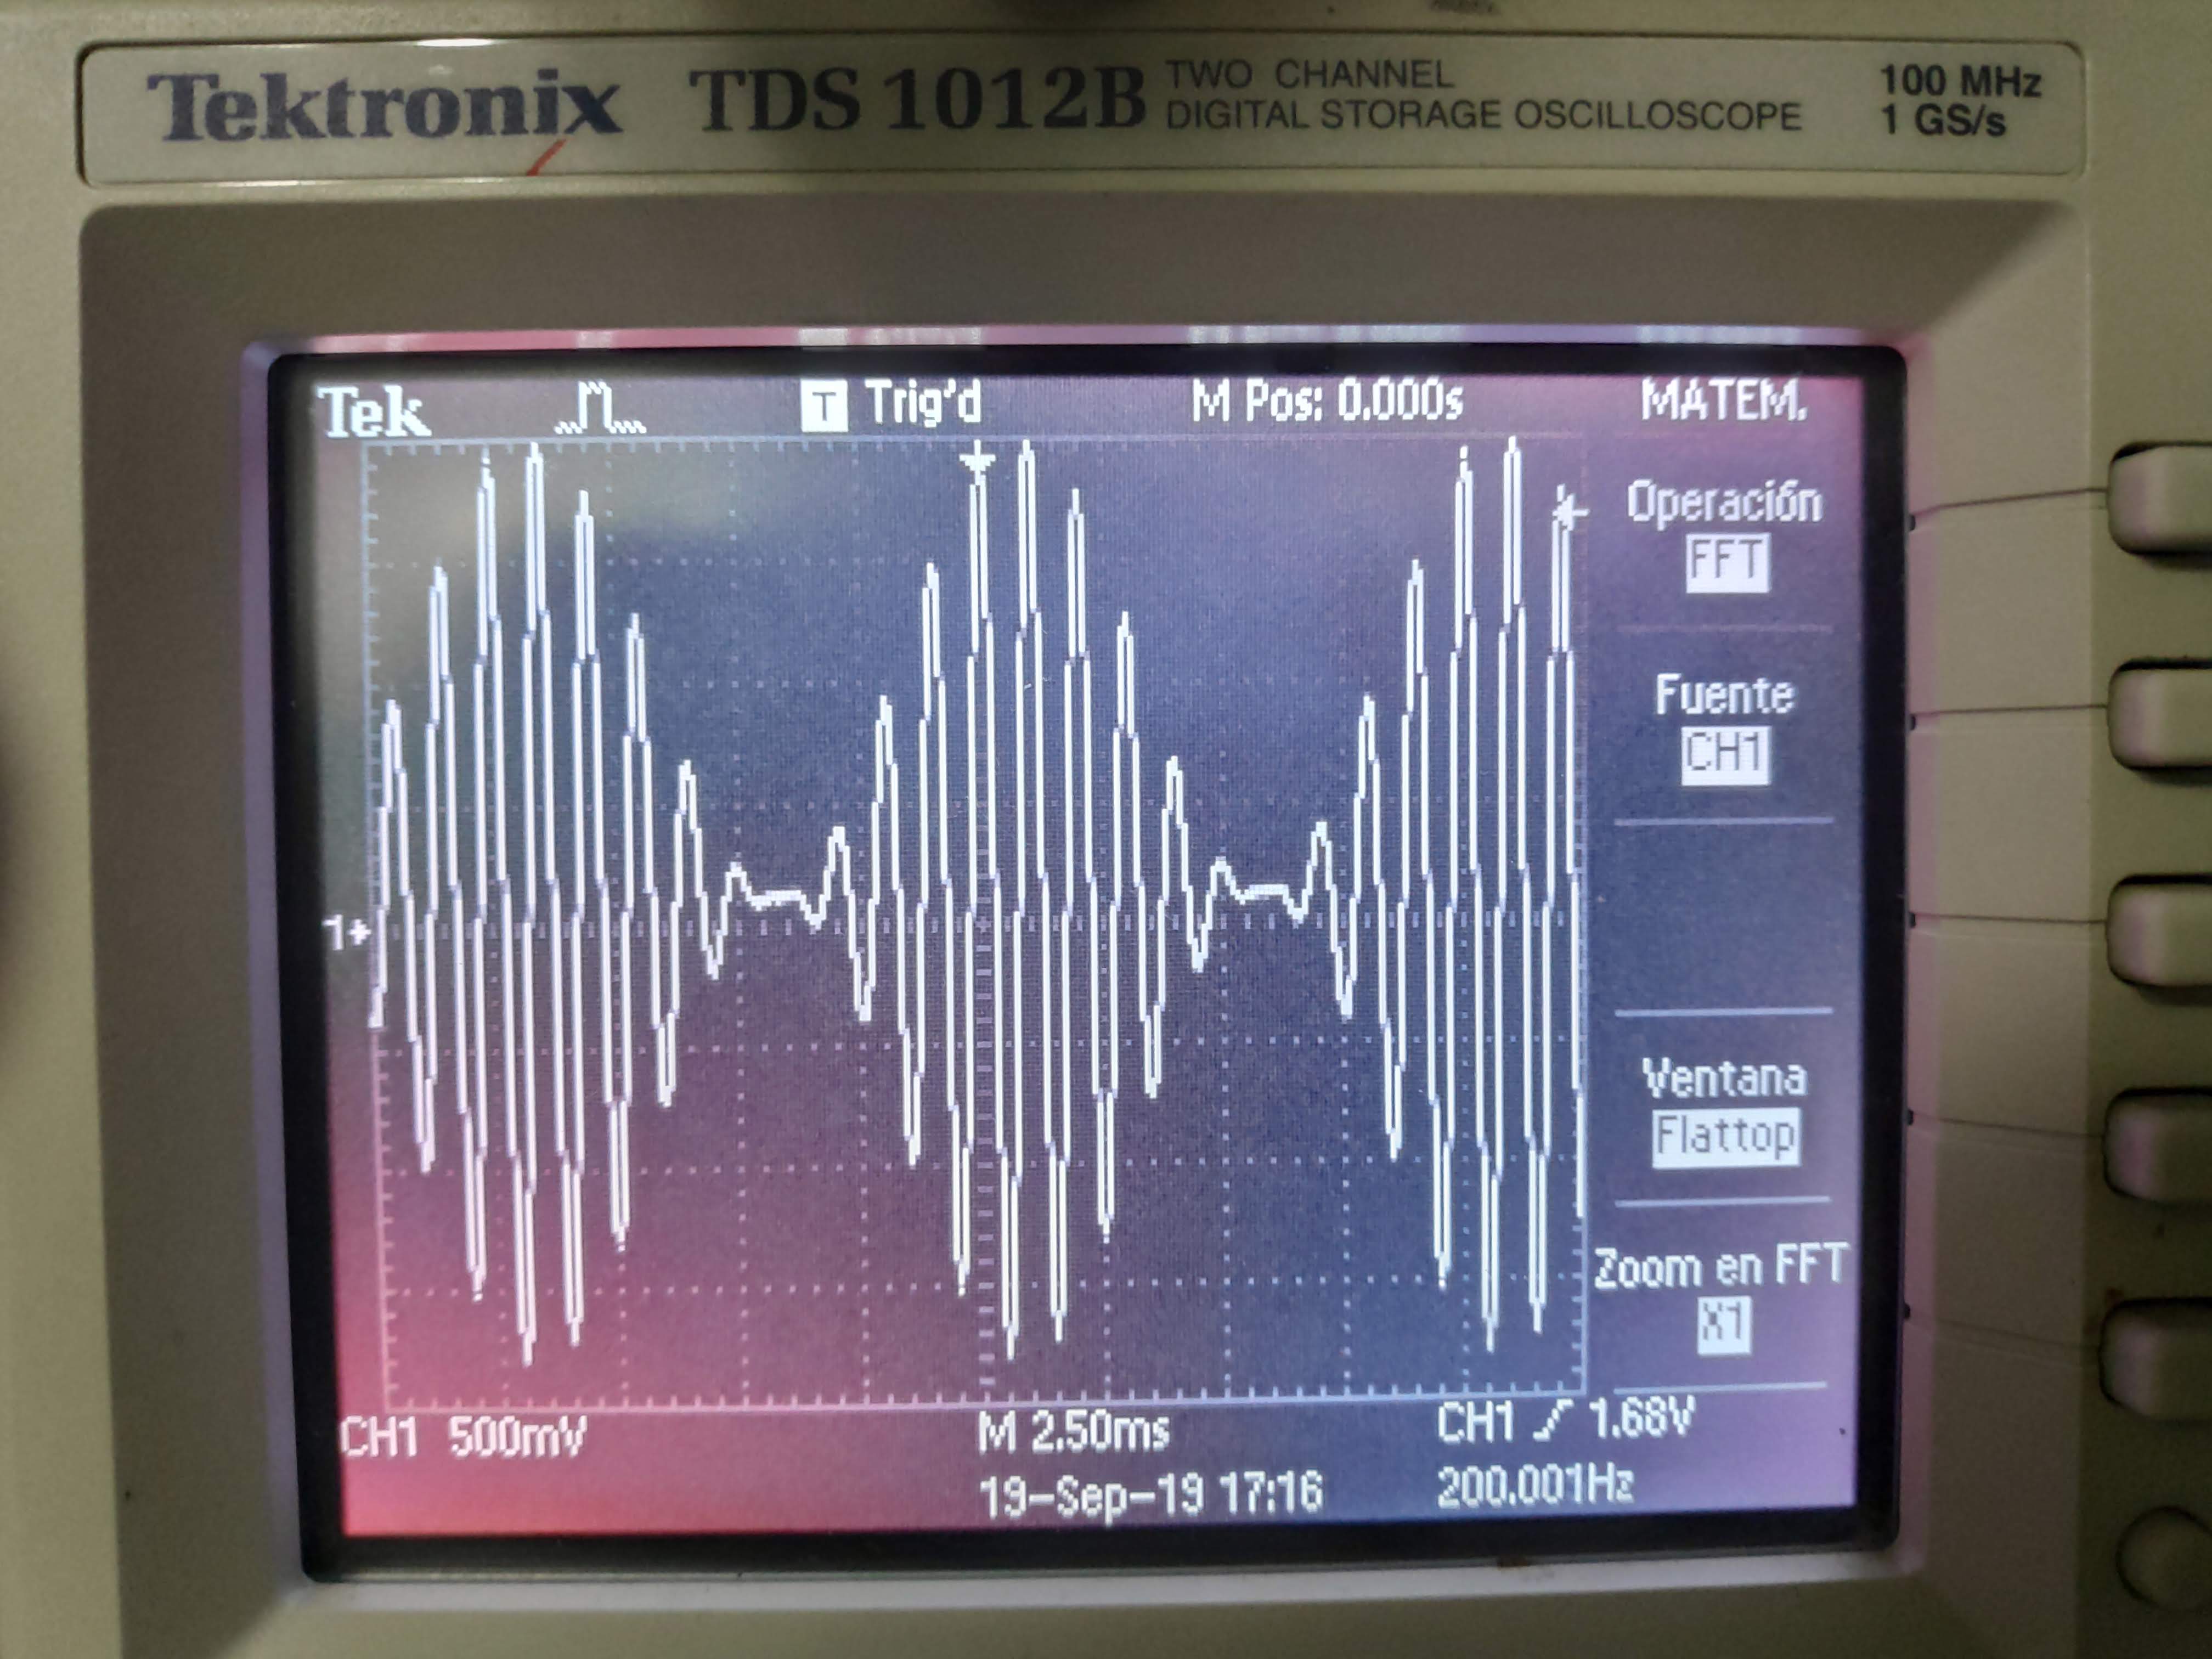 Tektronix TDS 1012B TWO CHANNEL DIGITAL STORAGE OSCILLOSCOPE 100 MHz 1 GS/s
Tek T Trig'd M Pos: 0.000s MATEM.
Operación
FFT
Fuente
CH1
1
Ventana
Flattop
Zoom en FFT
X1
CH1 500mV M 2.50ms CH1 1.68V
19-Sep-19 17:16 200.001Hz